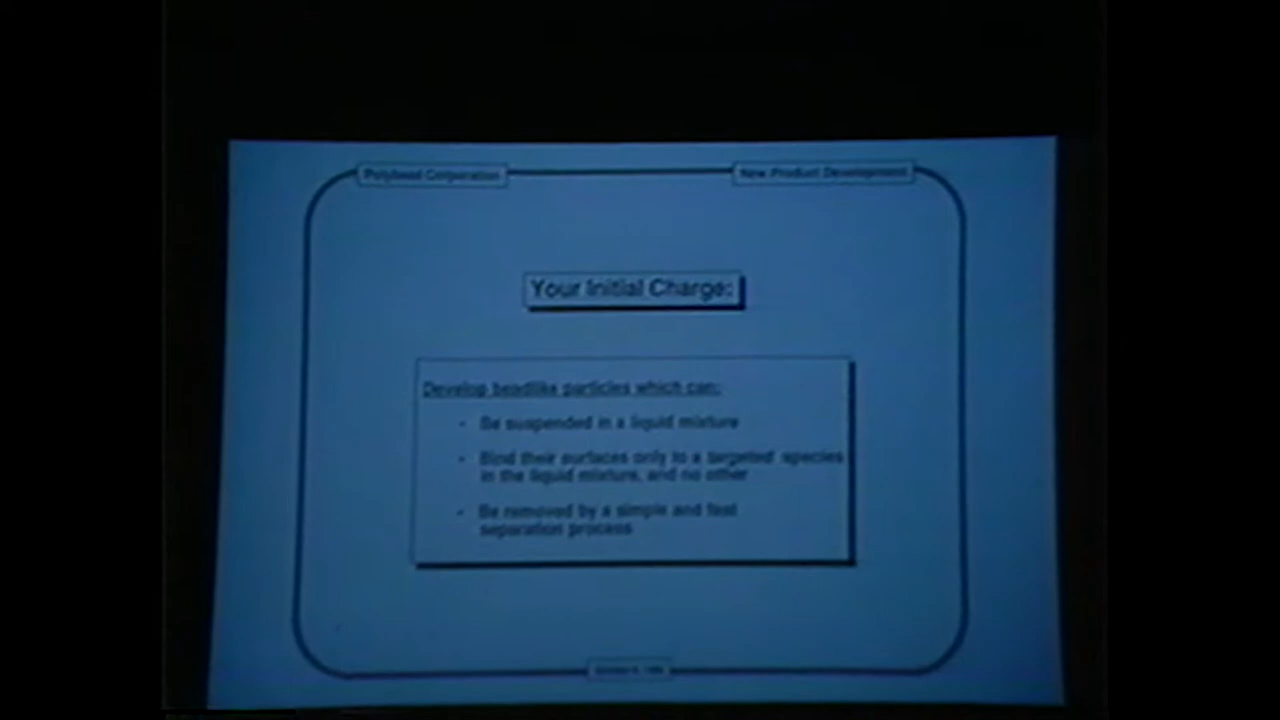 Polybead Corporation
New Product Development
Your Initial Charge:
Develop beadlike particles which can:
- Be suspended in a liquid mixture
- Bind their surfaces only to a 'targeted' species
in the liquid mixture, and no other
- Be removed by a simple and fast
separation process